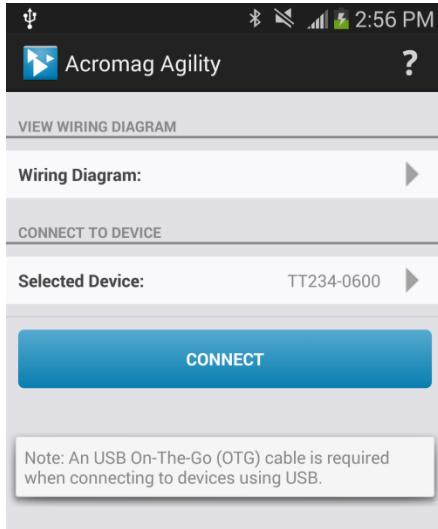 2:56 PM
Acromag Agility ?
VIEW WIRING DIAGRAM
Wiring Diagram:
CONNECT TO DEVICE
Selected Device: TT234-0600
CONNECT
Note: An USB On-The-Go (OTG) cable is required
when connecting to devices using USB.